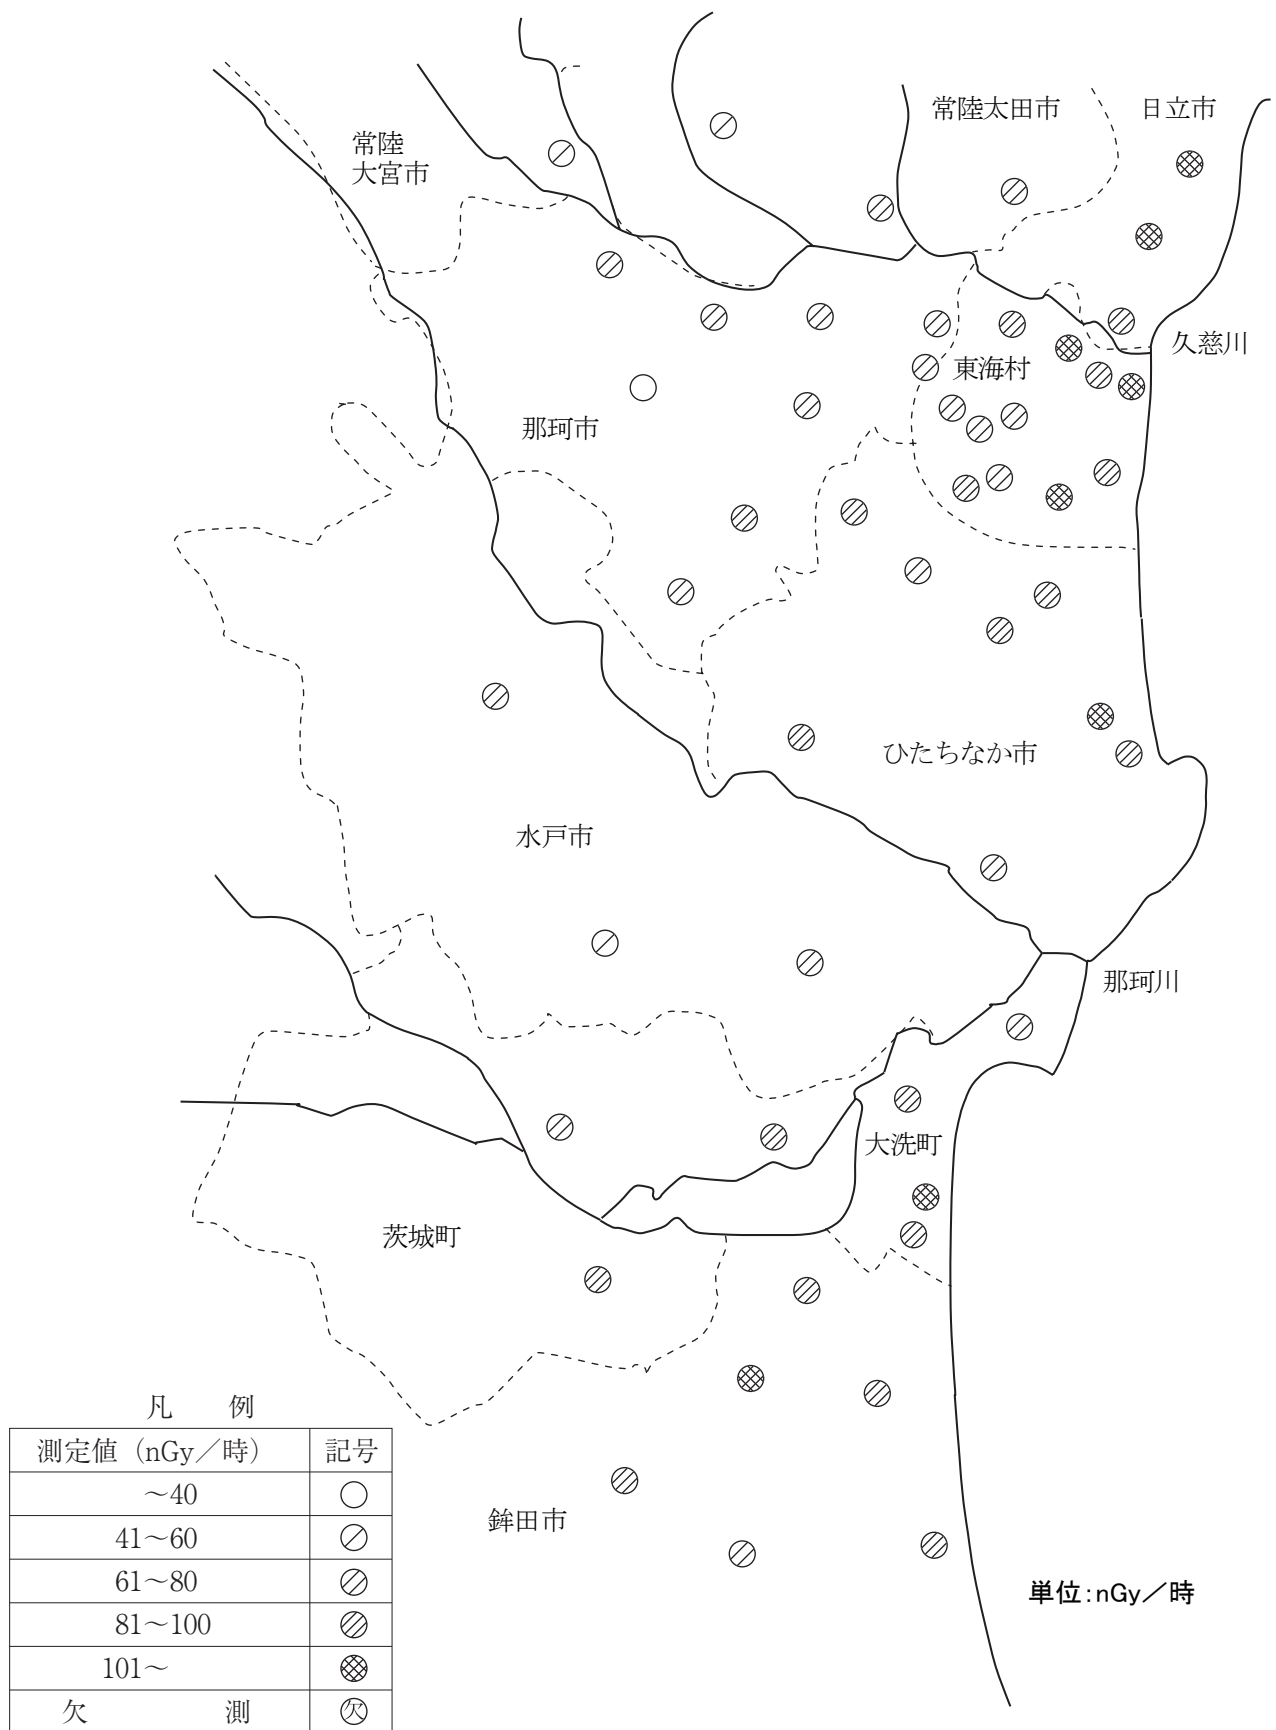 常陸太田市
日立市
常陸
大宮市
久慈川
東海村
那珂市
ひたちなか市
水戸市
那珂川
大洗町
茨城町
凡 例
測定値（nGy／時） 記号
～40
41～60
61～80
81～100
101～
欠 測 欠
鉾田市
単位：nGy／時